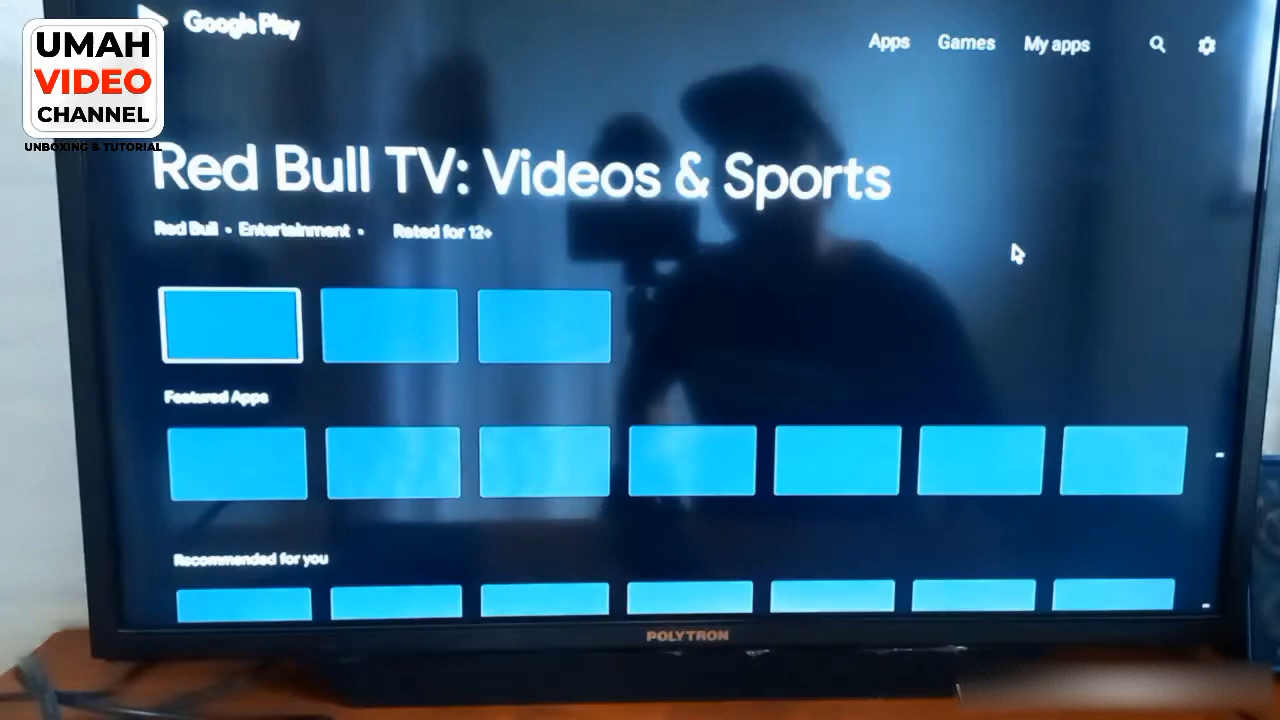 UMAH
VIDEO
CHANNEL
UNBOXING & TUTORIAL
Google Play
Apps Games My apps
Red Bull TV: Videos & Sports
Red Bull • Entertainment • Rated for 12+
Featured Apps
Recommended for you
POLYTRON